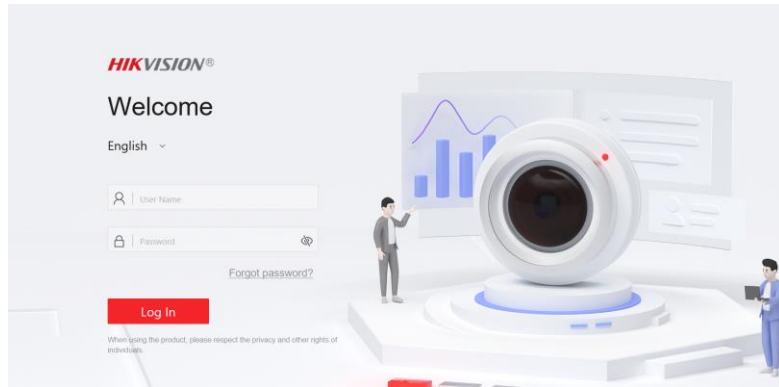 HIKVISION®
Welcome
English
User Name
Password
Forgot password?
Log In
When using the product, please respect the privacy and other rights of
individuals.